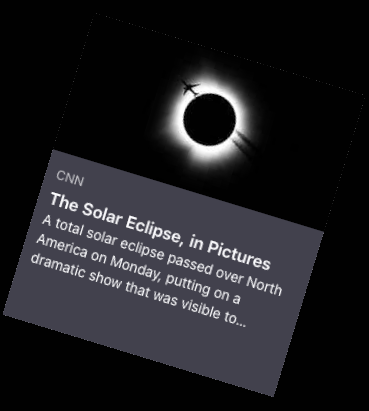 CNN
The Solar Eclipse, in Pictures
A total solar eclipse passed over North
America on Monday, putting on a
dramatic show that was visible to...